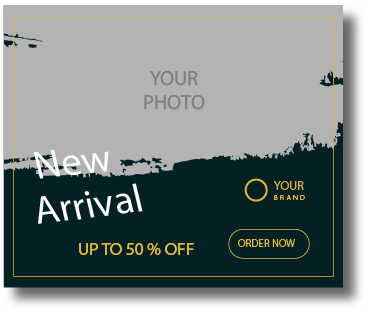 YOUR
PHOTO
New
Arrival
YOUR
BRAND
UP TO 50 % OFF
ORDER NOW